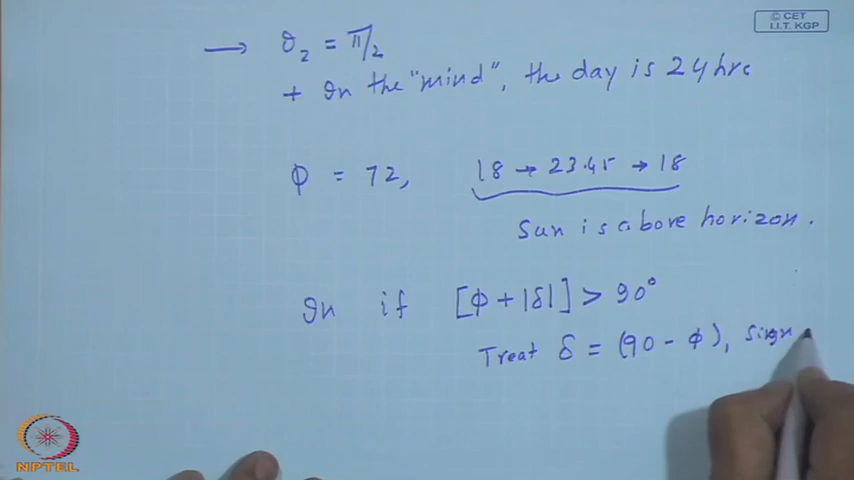 © CET
I.I.T. KGP
→ θ₂ = π/2
+ In the "mind", the day is 24 hrs
φ = 72, 18 → 23.45 → 18
Sun is above horizon.
In if [φ + |δ|] > 90°
Treat δ = (90 - φ), Sign
NPTEL